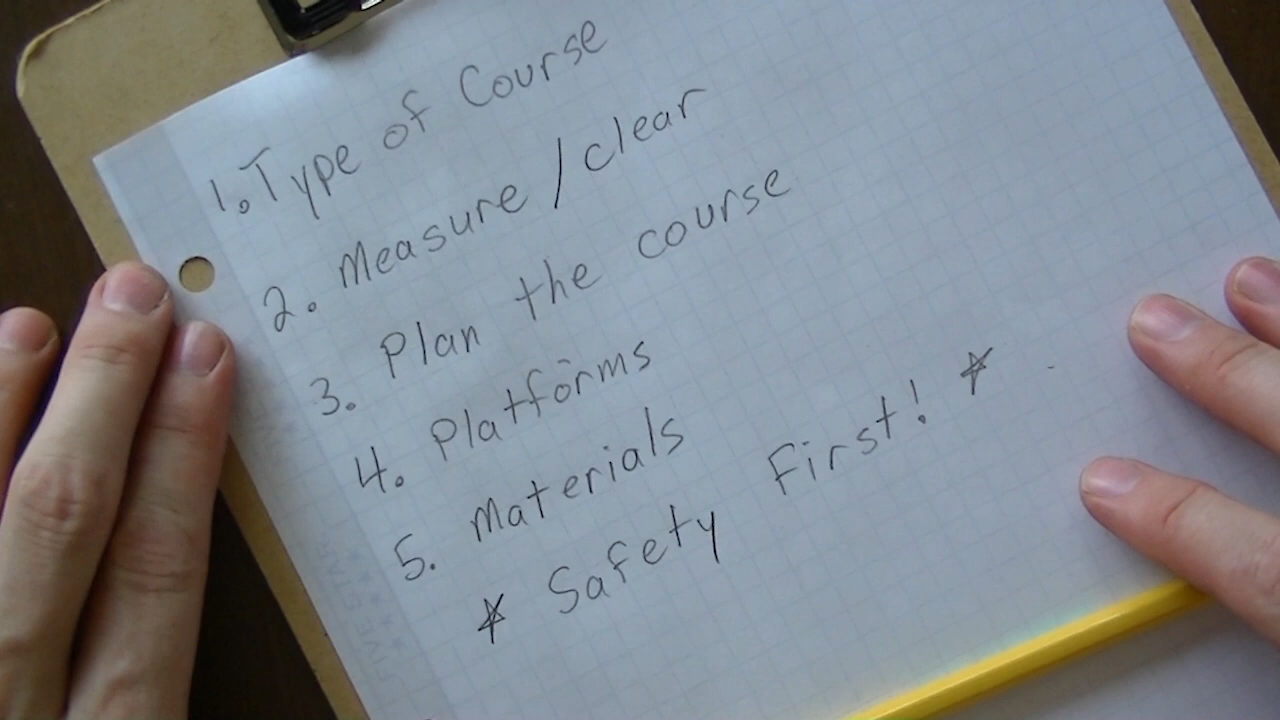 1. Type of Course
2. Measure / clear
3. Plan the course
4. Platforms
5. Materials
* Safety First! *